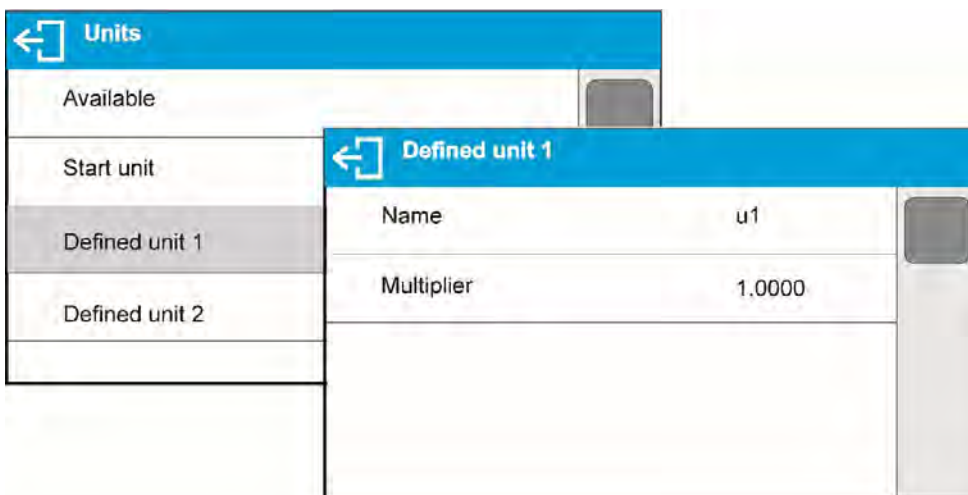 Units
Available
Start unit
Defined unit 1
Defined unit 2
Defined unit 1
Name u1
Multiplier 1.0000